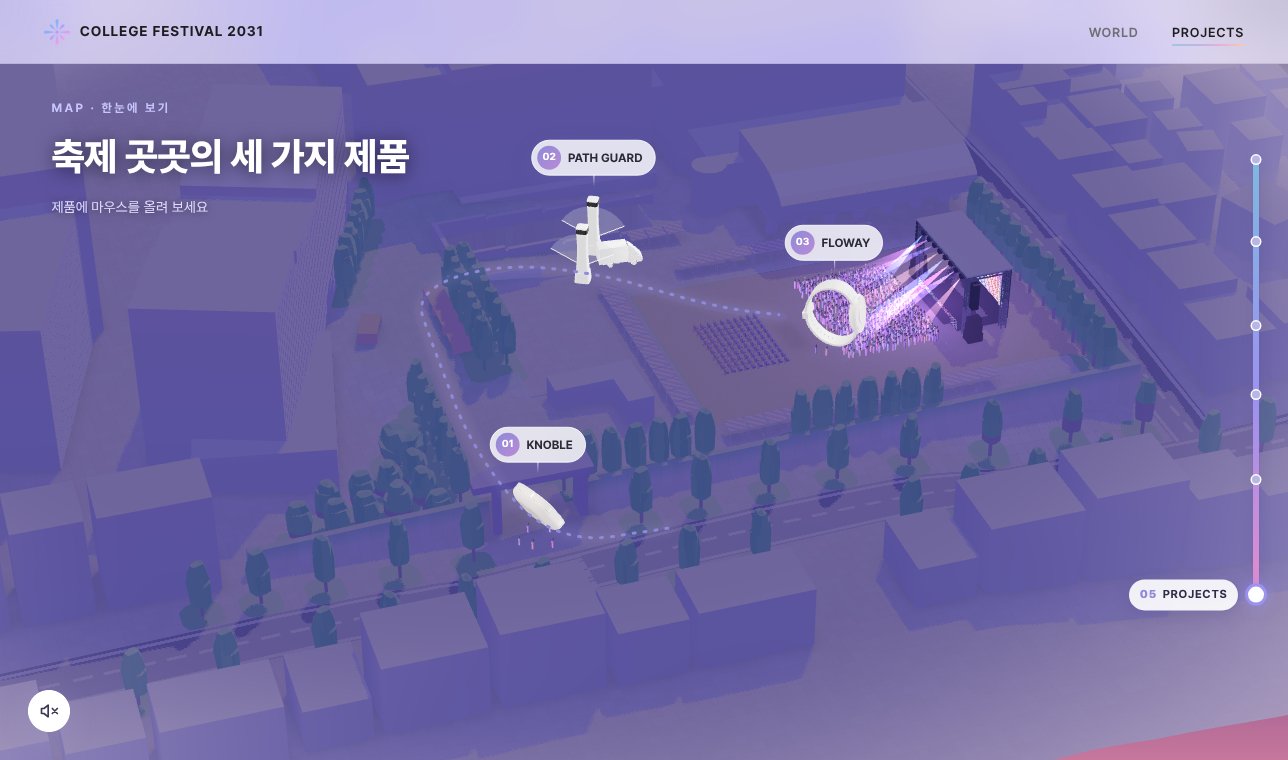 COLLEGE FESTIVAL 2031
WORLD
PROJECTS
MAP · 한눈에 보기
축제 곳곳의 세 가지 제품
제품에 마우스를 올려 보세요
02 PATH GUARD
03 FLOWAY
01 KNOBLE
05 PROJECTS